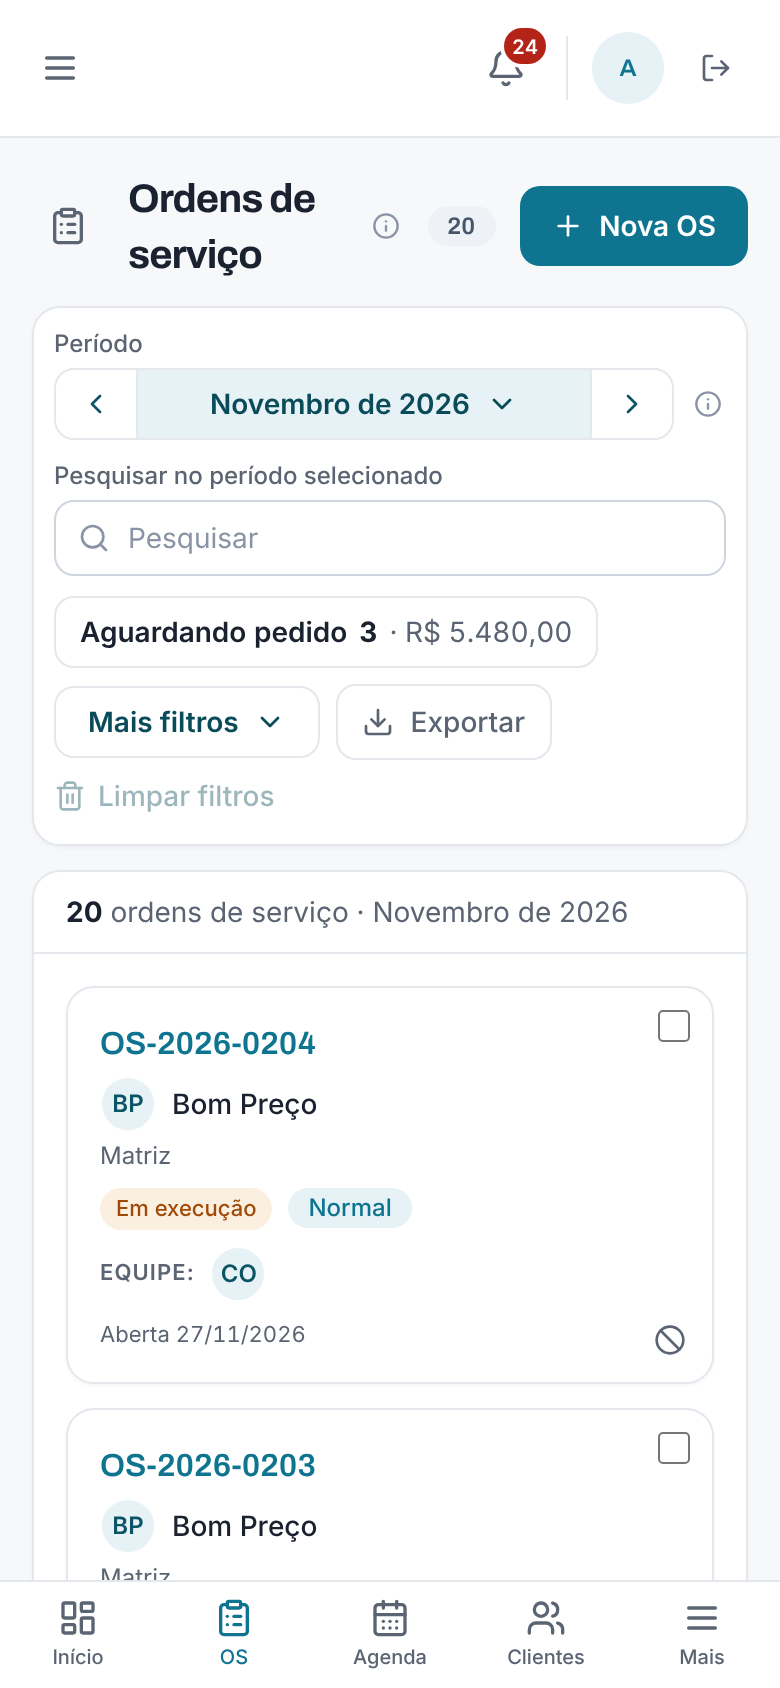 24
A
Ordens de
serviço
20
Nova OS
Período
Novembro de 2026
Pesquisar no período selecionado
Pesquisar
Aguardando pedido 3 · R$ 5.480,00
Mais filtros
Exportar
Limpar filtros
20 ordens de serviço · Novembro de 2026
OS-2026-0204
BP Bom Preço
Matriz
Em execução Normal
EQUIPE: CO
Aberta 27/11/2026
OS-2026-0203
BP Bom Preço
Matriz
Início OS Agenda Clientes Mais